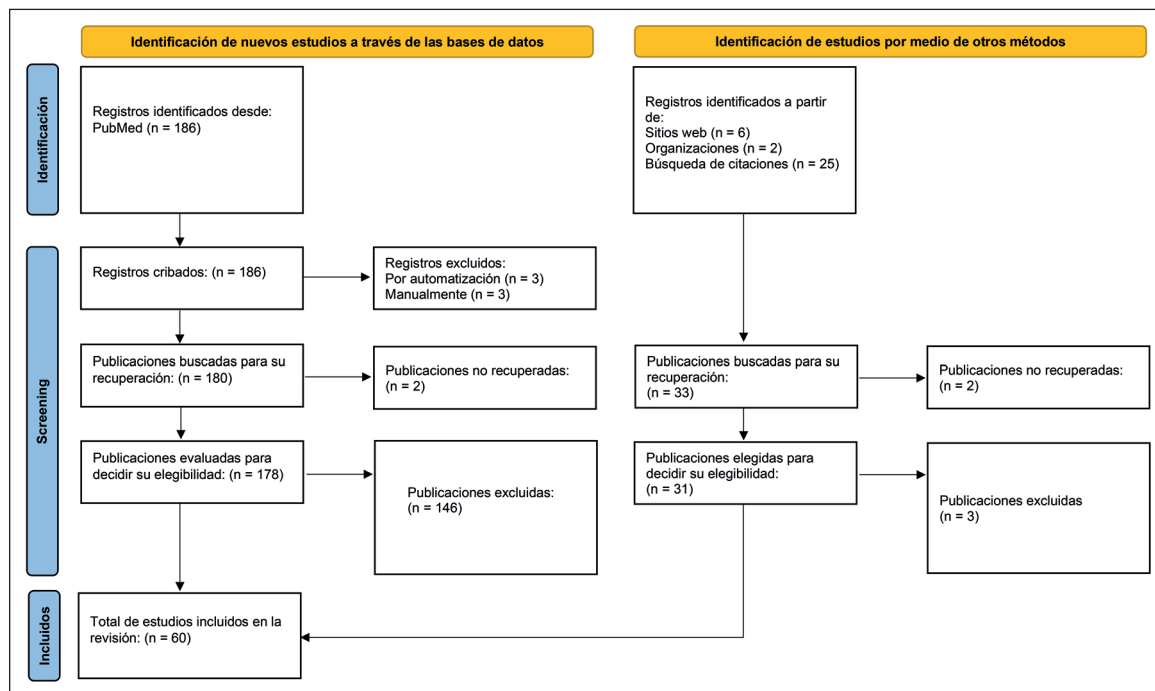 Identificación de nuevos estudios a través de las bases de datos
Identificación de estudios por medio de otros métodos
Identificación
Registros identificados desde:
PubMed (n = 186)
Registros identificados a partir
de:
Sitios web (n = 6)
Organizaciones (n = 2)
Búsqueda de citaciones (n = 25)
Screening
Registros cribados: (n = 186)
Registros excluidos:
Por automatización (n = 3)
Manualmente (n = 3)
Publicaciones buscadas para su
recuperación: (n = 180)
Publicaciones no recuperadas:
(n = 2)
Publicaciones buscadas para su
recuperación:
(n = 33)
Publicaciones no recuperadas:
(n = 2)
Publicaciones evaluadas para
decidir su elegibilidad: (n = 178)
Publicaciones excluidas:
(n = 146)
Publicaciones elegidas para
decidir su elegibilidad:
(n = 31)
Publicaciones excluidas
(n = 3)
Incluidos
Total de estudios incluidos en la
revisión: (n = 60)